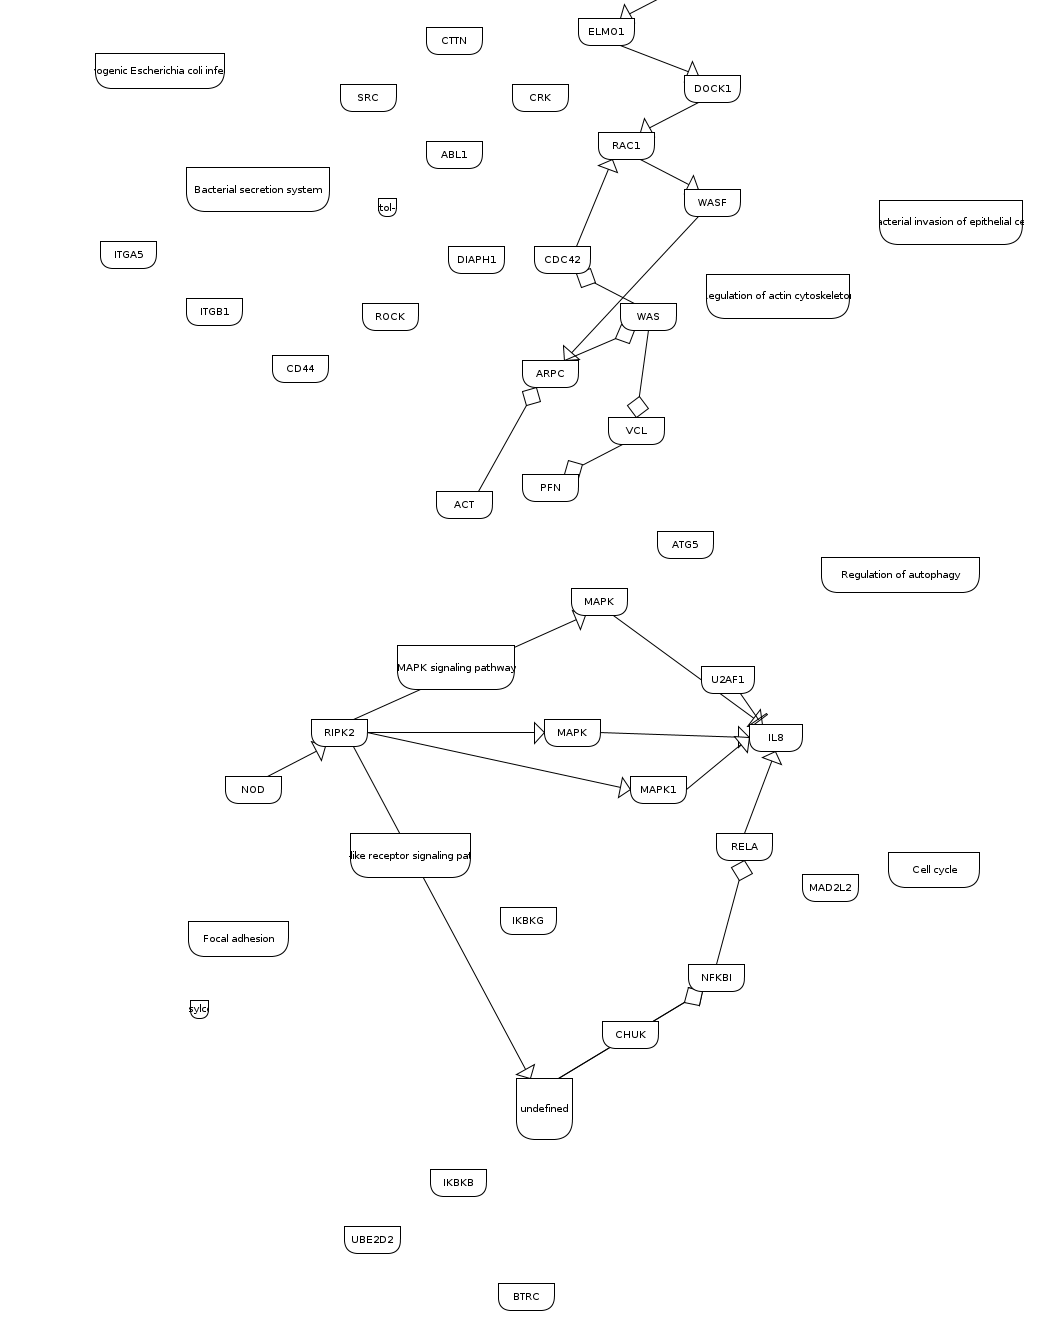 ELMO1
CTTN
ogenic Escherichia coli infe
DOCK1
SRC
CRK
RAC1
ABL1
Bacterial secretion system
WASF
tol-
cterial invasion of epithelial ce
ITGA5
DIAPH1
CDC42
egulation of actin cytoskeleto
ITGB1
ROCK
WAS
CD44
ARPC
VCL
PFN
ACT
ATG5
Regulation of autophagy
MAPK
MAPK signaling pathway
U2AF1
RIPK2
MAPK
IL8
NOD
MAPK1
RELA
like receptor signaling pat
Cell cycle
MAD2L2
IKBKG
Focal adhesion
NFKBI
sylc
CHUK
undefined
IKBKB
UBE2D2
BTRC